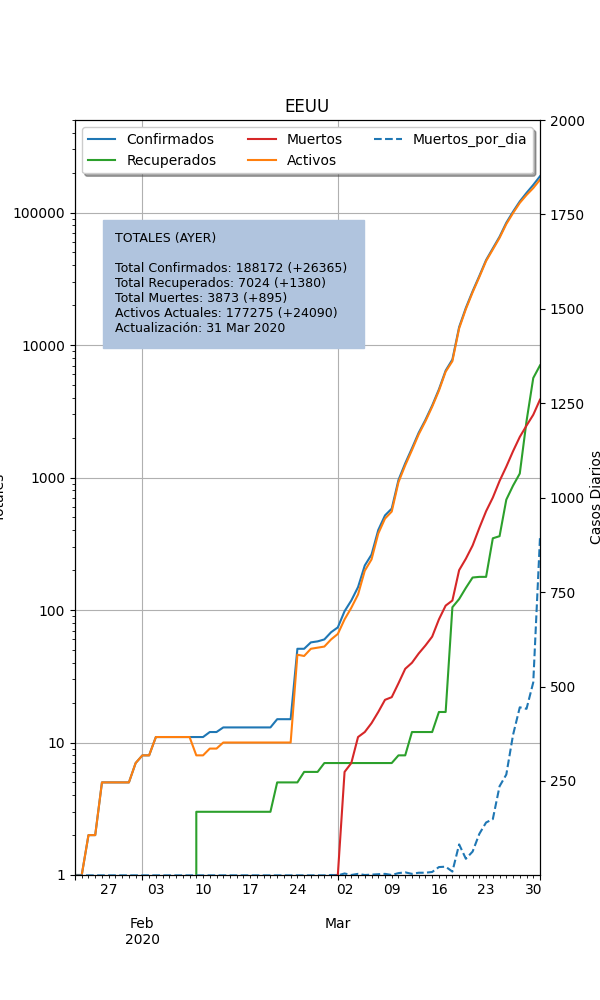 EEUU
Confirmados
Recuperados
Muertos
Activos
Muertos_por_dia
TOTALES (AYER)
Total Confirmados: 188172 (+26365)
Total Recuperados: 7024 (+1380)
Total Muertes: 3873 (+895)
Activos Actuales: 177275 (+24090)
Actualización: 31 Mar 2020
100000
10000
1000
100
10
1
2000
1750
1500
1250
1000
750
500
250
Casos Diarios
27 03 10 17 24 02 09 16 23 30
Feb Mar
2020